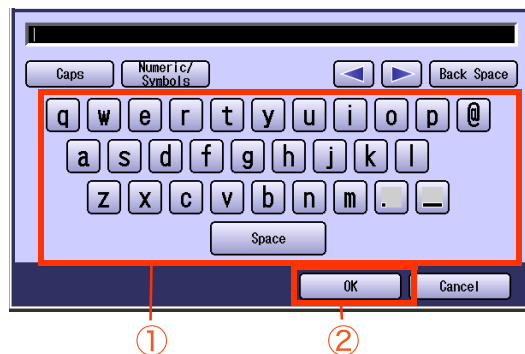 Caps Numeric/ Back Space
Symbols
q w e r t y u i o p @
a s d f g h j k l
z x c v b n m . _
Space
OK Cancel
① ②